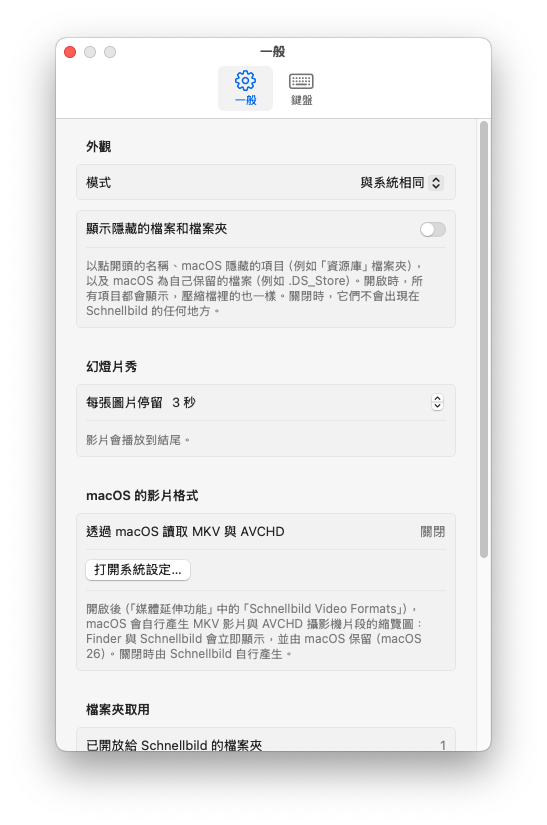 一般
一般
鍵盤
外觀
模式
與系統相同
顯示隱藏的檔案和檔案夾
以點開頭的名稱、macOS 隱藏的項目 (例如「資源庫」檔案夾)，
以及 macOS 為自己保留的檔案 (例如 .DS_Store)。開啟時，所
有項目都會顯示，壓縮檔裡的也一樣。關閉時，它們不會出現在
Schnellbild 的任何地方。
幻燈片秀
每張圖片停留 3 秒
影片會播放到結尾。
macOS 的影片格式
透過 macOS 讀取 MKV 與 AVCHD
關閉
打開系統設定…
開啟後 (「媒體延伸功能」中的「Schnellbild Video Formats」)，
macOS 會自行產生 MKV 影片與 AVCHD 攝影機片段的縮覽圖：
Finder 與 Schnellbild 會立即顯示，並由 macOS 保留 (macOS
26)。關閉時由 Schnellbild 自行產生。
檔案夾取用
已開放給 Schnellbild 的檔案夾
1